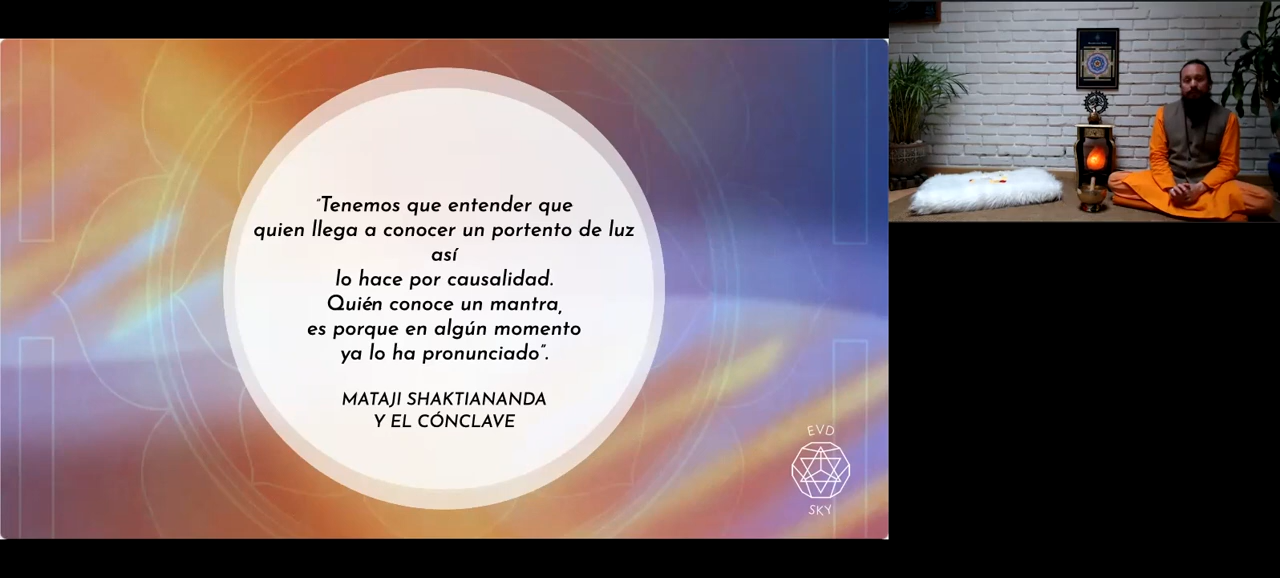 “Tenemos que entender que
quien llega a conocer un portento de luz
así
lo hace por causalidad.
Quién conoce un mantra,
es porque en algún momento
ya lo ha pronunciado”.
MATAJI SHAKTIANANDA
Y EL CÓNCLAVE
EVD
SKY